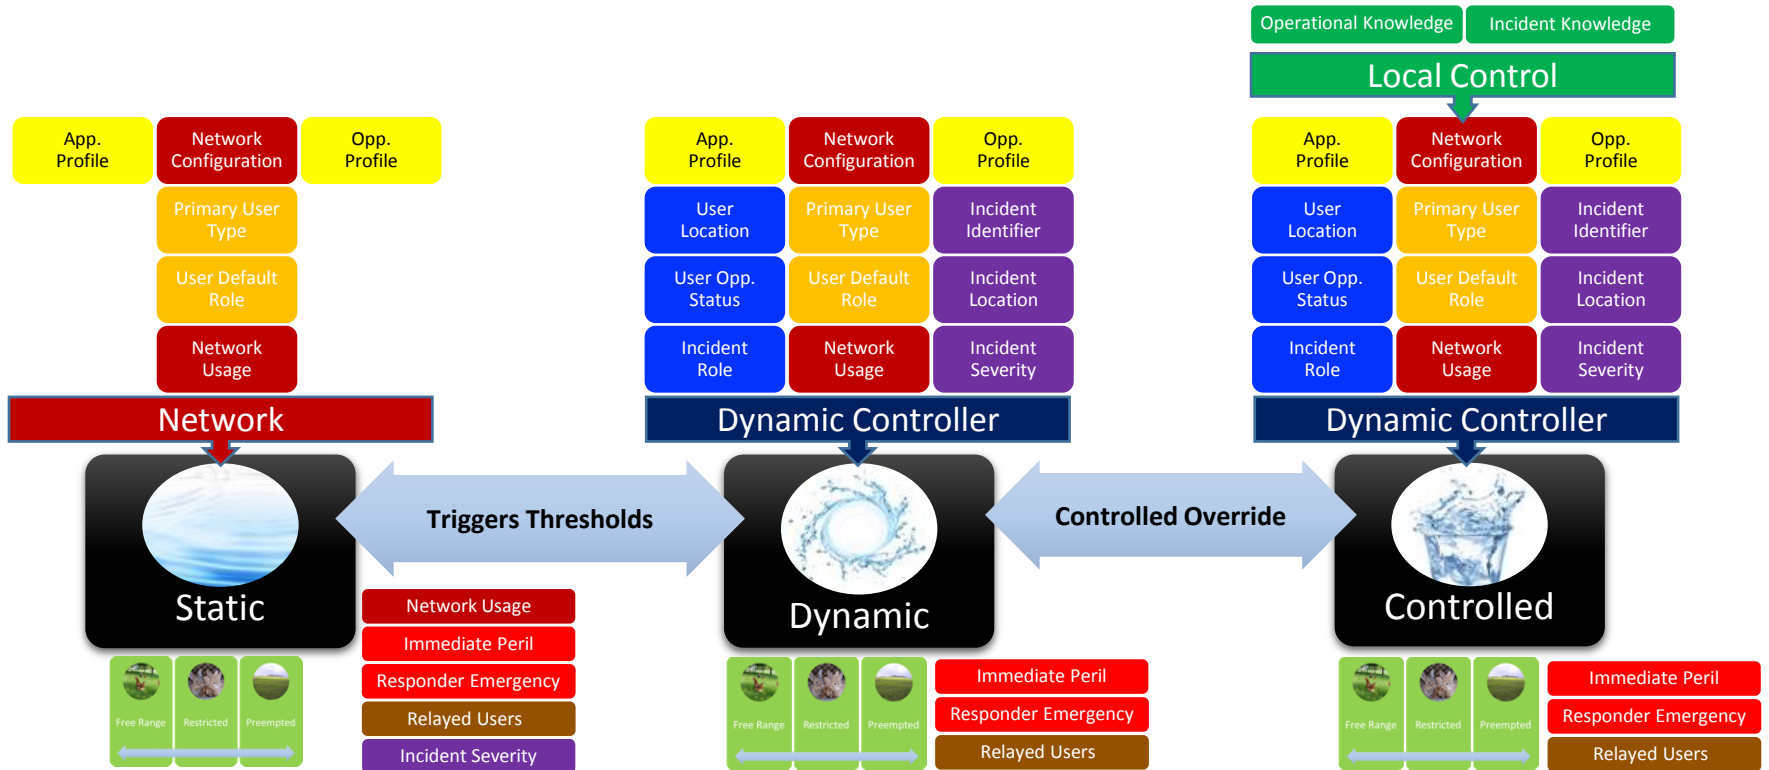 Operational Knowledge
Incident Knowledge
Local Control
App.
Profile
Network
Configuration
Opp.
Profile
Primary User
Type
User Default
Role
Network
Usage
Network
Static
Free Range
Restricted
Preempted
Triggers Thresholds
Network Usage
Immediate Peril
Responder Emergency
Relayed Users
Incident Severity
App.
Profile
Network
Configuration
Opp.
Profile
User
Location
Primary User
Type
Incident
Identifier
User Opp.
Status
User Default
Role
Incident
Location
Incident
Role
Network
Usage
Incident
Severity
Dynamic Controller
Dynamic
Free Range
Restricted
Preempted
Immediate Peril
Responder Emergency
Relayed Users
Controlled Override
App.
Profile
Network
Configuration
Opp.
Profile
User
Location
Primary User
Type
Incident
Identifier
User Opp.
Status
User Default
Role
Incident
Location
Incident
Role
Network
Usage
Incident
Severity
Dynamic Controller
Controlled
Free Range
Restricted
Preempted
Immediate Peril
Responder Emergency
Relayed Users